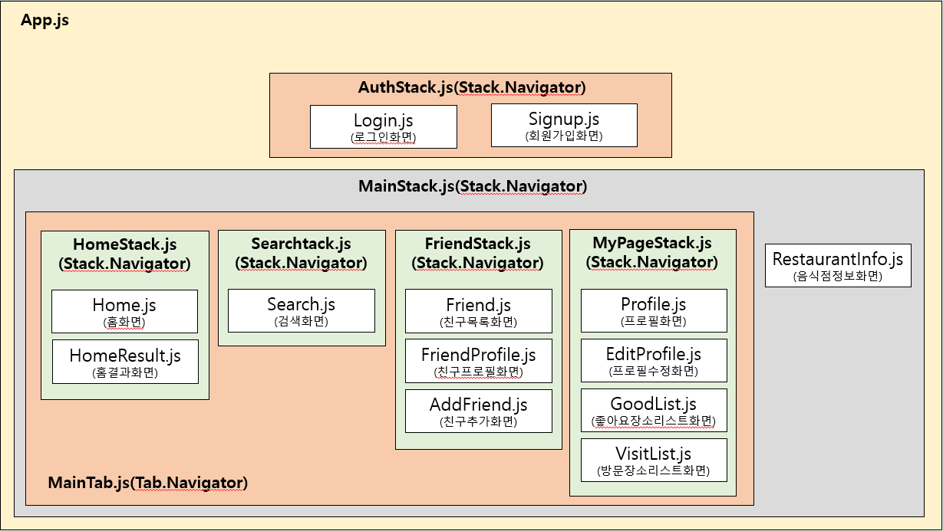 App.js
AuthStack.js(Stack.Navigator)
Login.js
(로그인화면)
Signup.js
(회원가입화면)
MainStack.js(Stack.Navigator)
HomeStack.js
(Stack.Navigator)
Home.js
(홈화면)
HomeResult.js
(홈결과화면)
Searchtack.js
(Stack.Navigator)
Search.js
(검색화면)
FriendStack.js
(Stack.Navigator)
Friend.js
(친구목록화면)
FriendProfile.js
(친구프로필화면)
AddFriend.js
(친구추가화면)
MyPageStack.js
(Stack.Navigator)
Profile.js
(프로필화면)
EditProfile.js
(프로필수정화면)
GoodList.js
(좋아요장소리스트화면)
VisitList.js
(방문장소리스트화면)
RestaurantInfo.js
(음식점정보화면)
MainTab.js(Tab.Navigator)